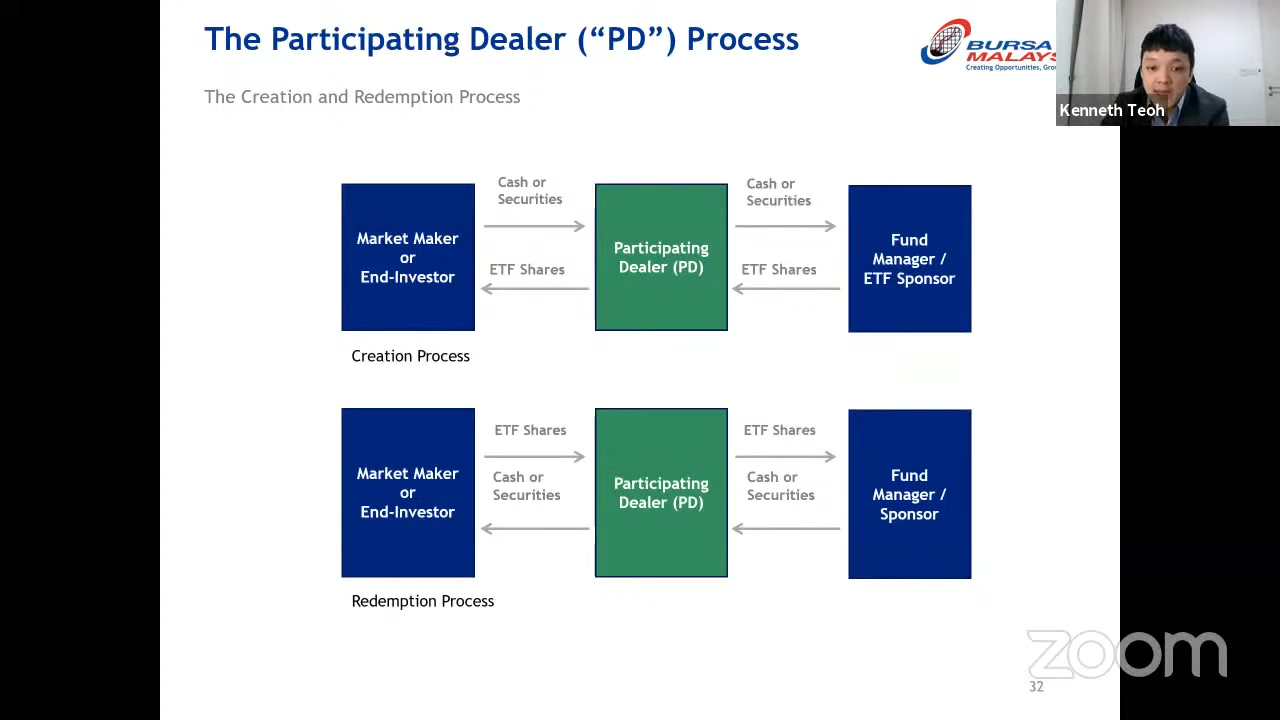 The Participating Dealer (“PD”) Process
BURSA
MALAYS
Creating Opportunities, Grow
Kenneth Teoh
The Creation and Redemption Process
Cash or
Securities
Cash or
Securities
Market Maker
or
End-Investor
Participating
Dealer (PD)
Fund
Manager /
ETF Sponsor
ETF Shares
ETF Shares
Creation Process
ETF Shares
ETF Shares
Market Maker
or
End-Investor
Cash or
Securities
Participating
Dealer (PD)
Cash or
Securities
Fund
Manager /
Sponsor
Redemption Process
zoom
32